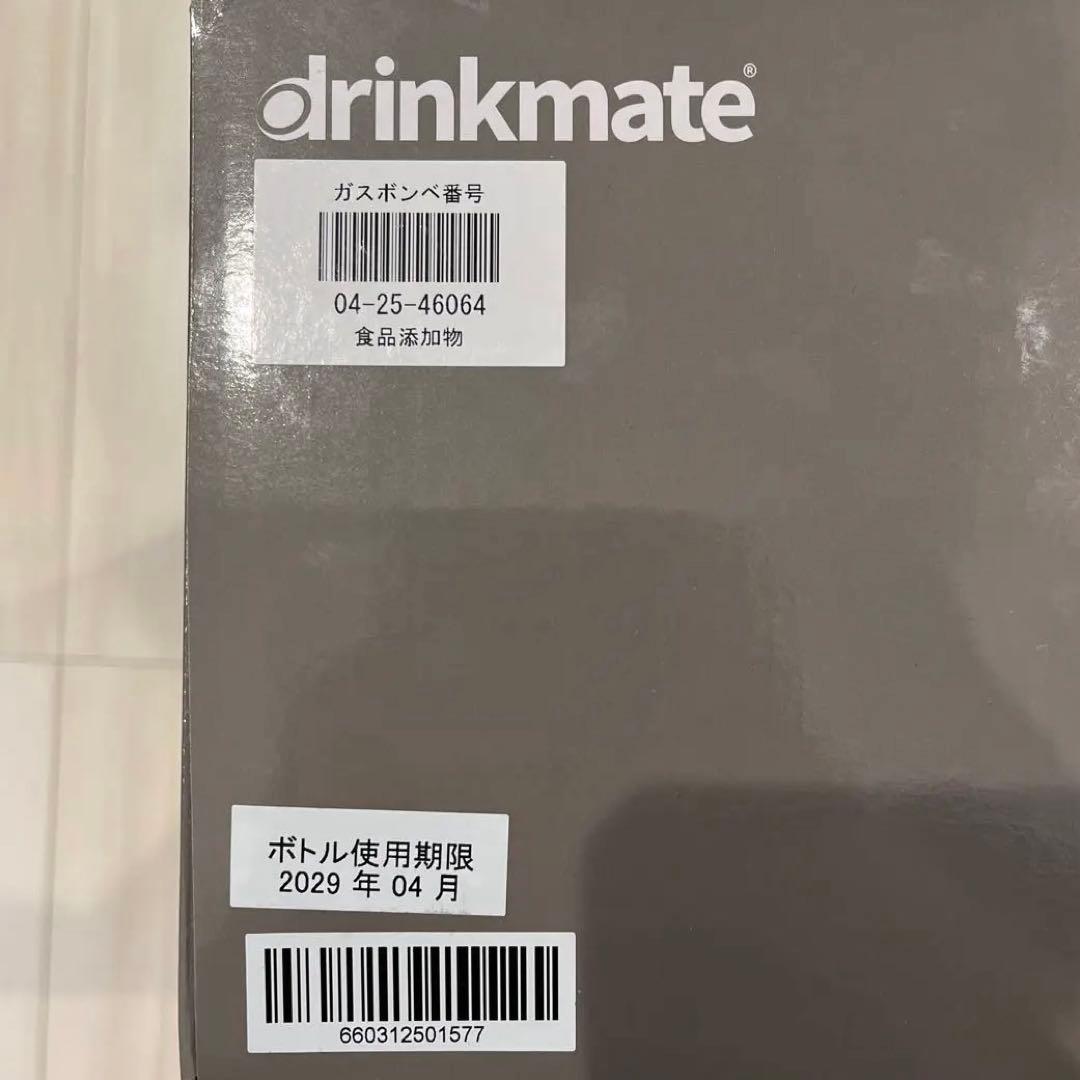 drinkmate®
ガスボンベ番号
04-25-46064
食品添加物
ボトル使用期限
2029 年 04 月
660312501577